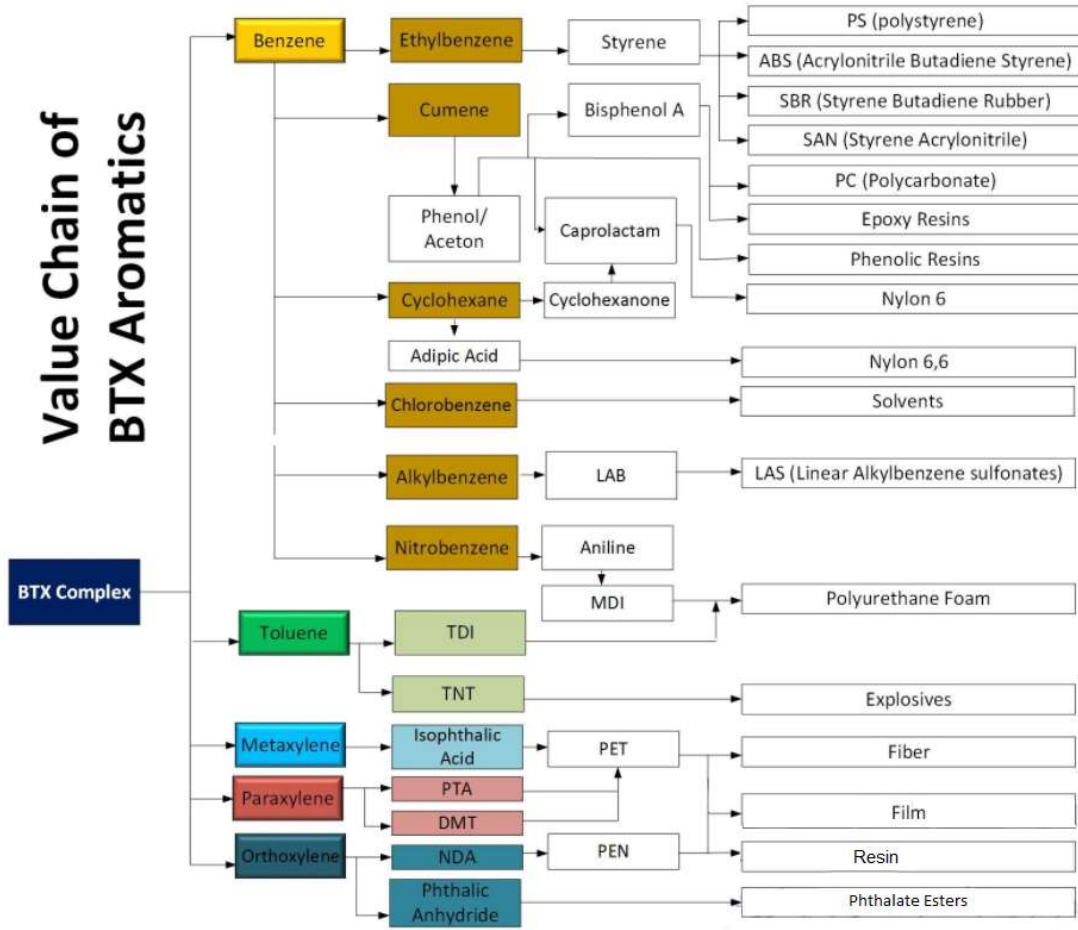 Value Chain of
BTX Aromatics
BTX Complex
Benzene
Ethylbenzene
Styrene
PS (polystyrene)
ABS (Acrylonitrile Butadiene Styrene)
SBR (Styrene Butadiene Rubber)
SAN (Styrene Acrylonitrile)
Cumene
Bisphenol A
PC (Polycarbonate)
Epoxy Resins
Phenol/
Aceton
Caprolactam
Phenolic Resins
Cyclohexane
Cyclohexanone
Nylon 6
Adipic Acid
Nylon 6,6
Chlorobenzene
Solvents
Alkylbenzene
LAB
LAS (Linear Alkylbenzene sulfonates)
Nitrobenzene
Aniline
MDI
Polyurethane Foam
Toluene
TDI
TNT
Explosives
Metaxylene
Isophthalic
Acid
PET
Fiber
Paraxylene
PTA
DMT
Film
Orthoxylene
NDA
PEN
Resin
Phthalic
Anhydride
Phthalate Esters